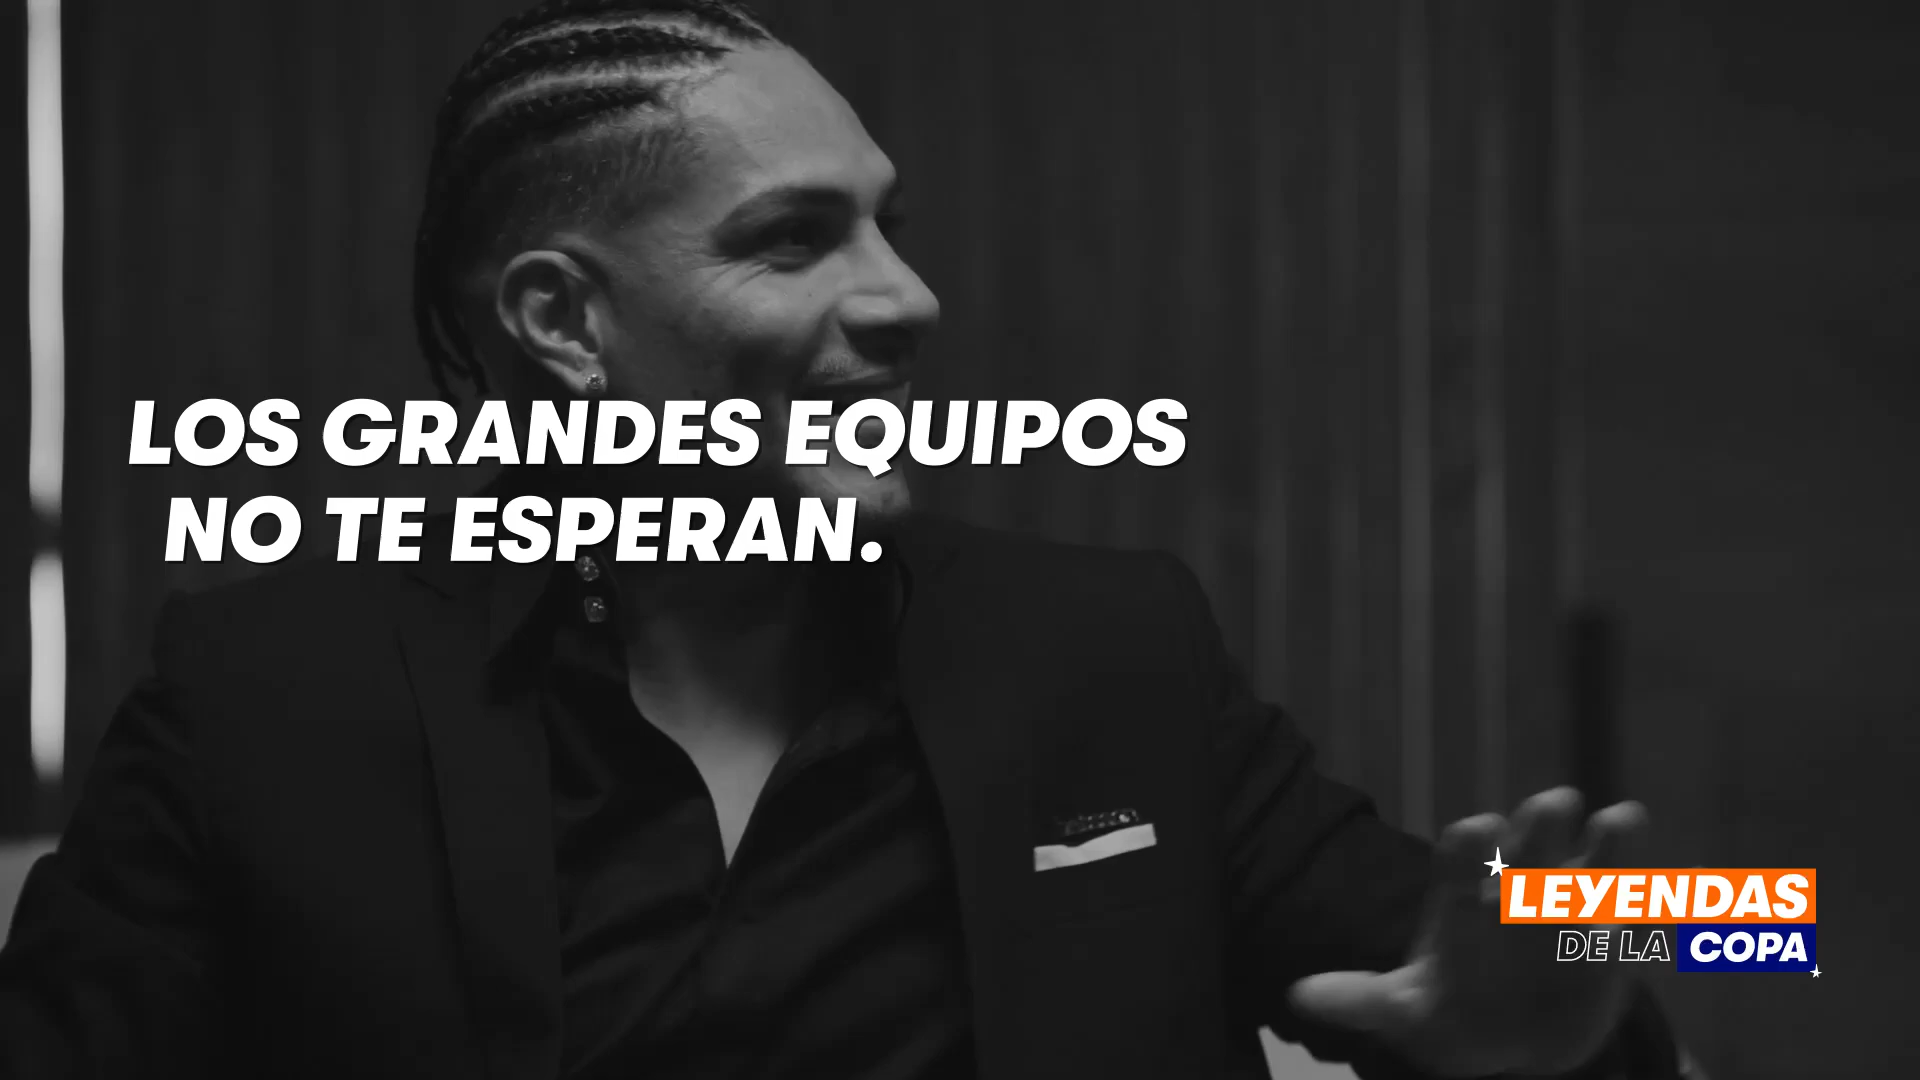 LOS GRANDES EQUIPOS
NO TE ESPERAN.
LEYENDAS
DE LA COPA